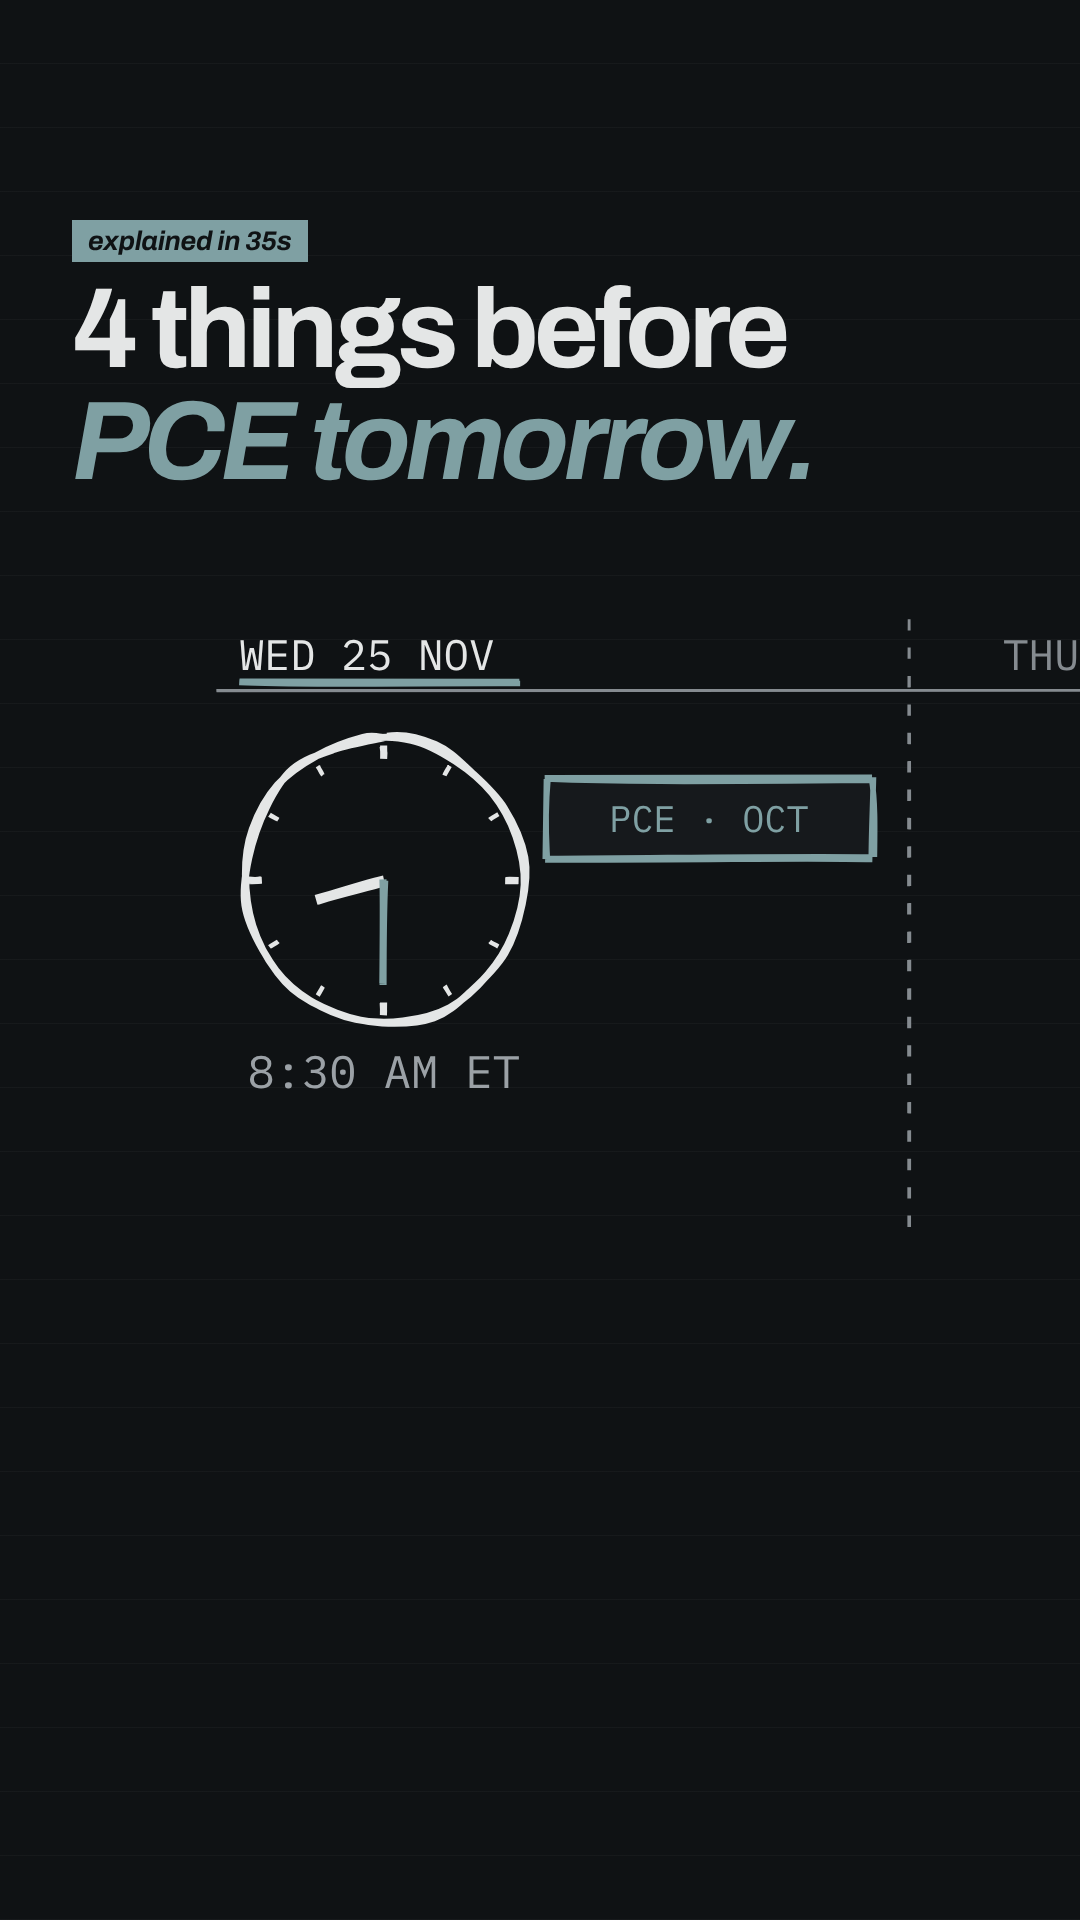 explained in 35s
4 things before
PCE tomorrow.
WED 25 NOV
THU
PCE · OCT
8:30 AM ET